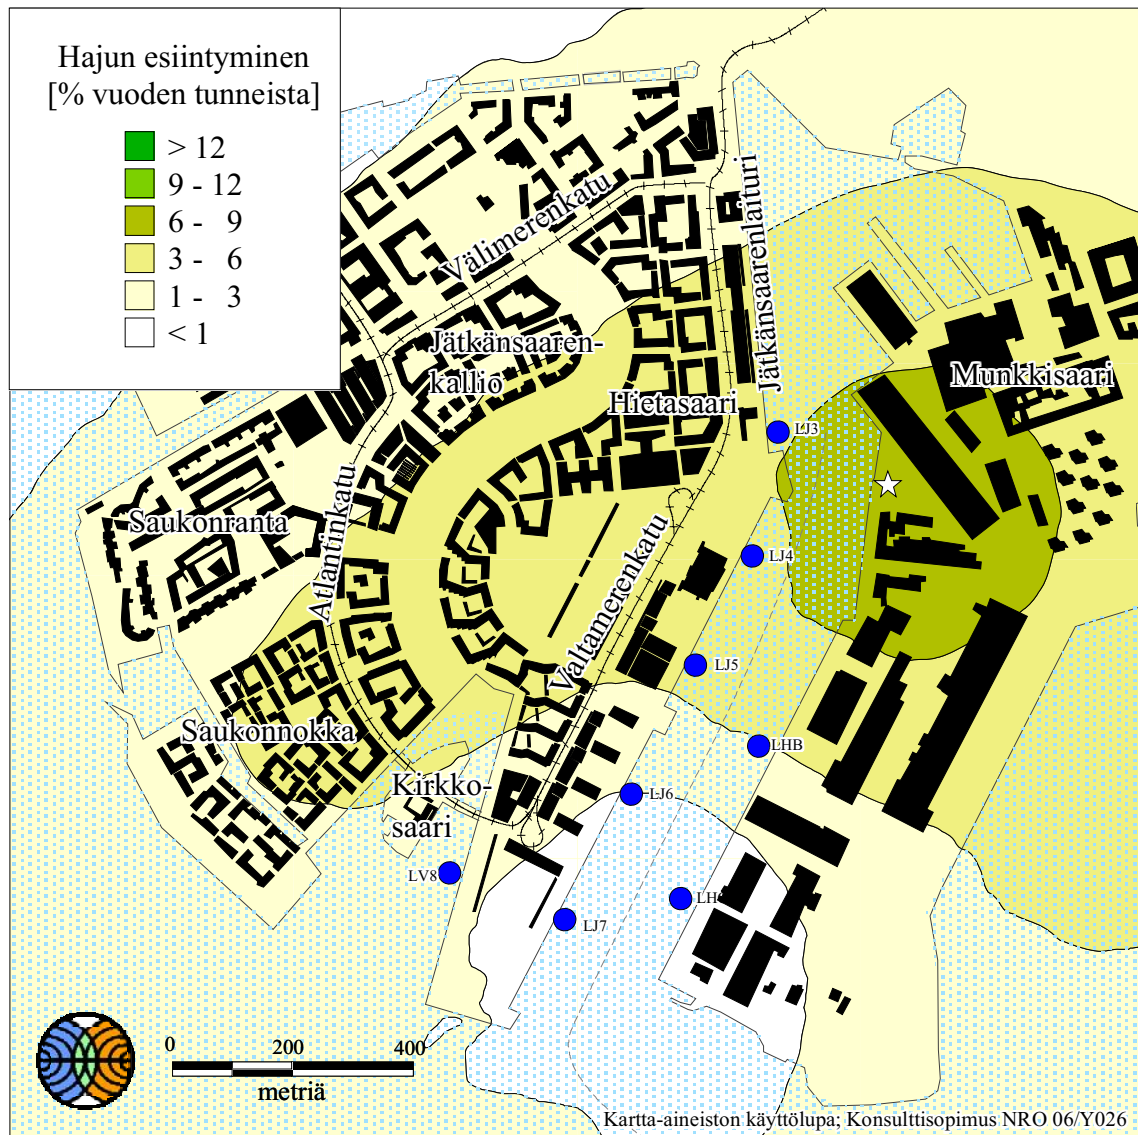 Hajun esiintyminen
[% vuoden tunneista]
> 12
9 - 12
6 - 9
3 - 6
1 - 3
< 1
Välimerenkatu
Jätkänsaarenlaituri
Jätkänsaaren-
kallio
Hietasaari
Munkkisaari
LJ3
Saukonranta
Atlantinkatu
Valtamerenkatu
LJ4
LJ5
Saukonnokka
LHB
Kirkko-
saari
LJ6
LV8
LH
LJ7
0 200 400
metriä
Kartta-aineiston käyttölupa; Konsulttisopimus NRO 06/Y026